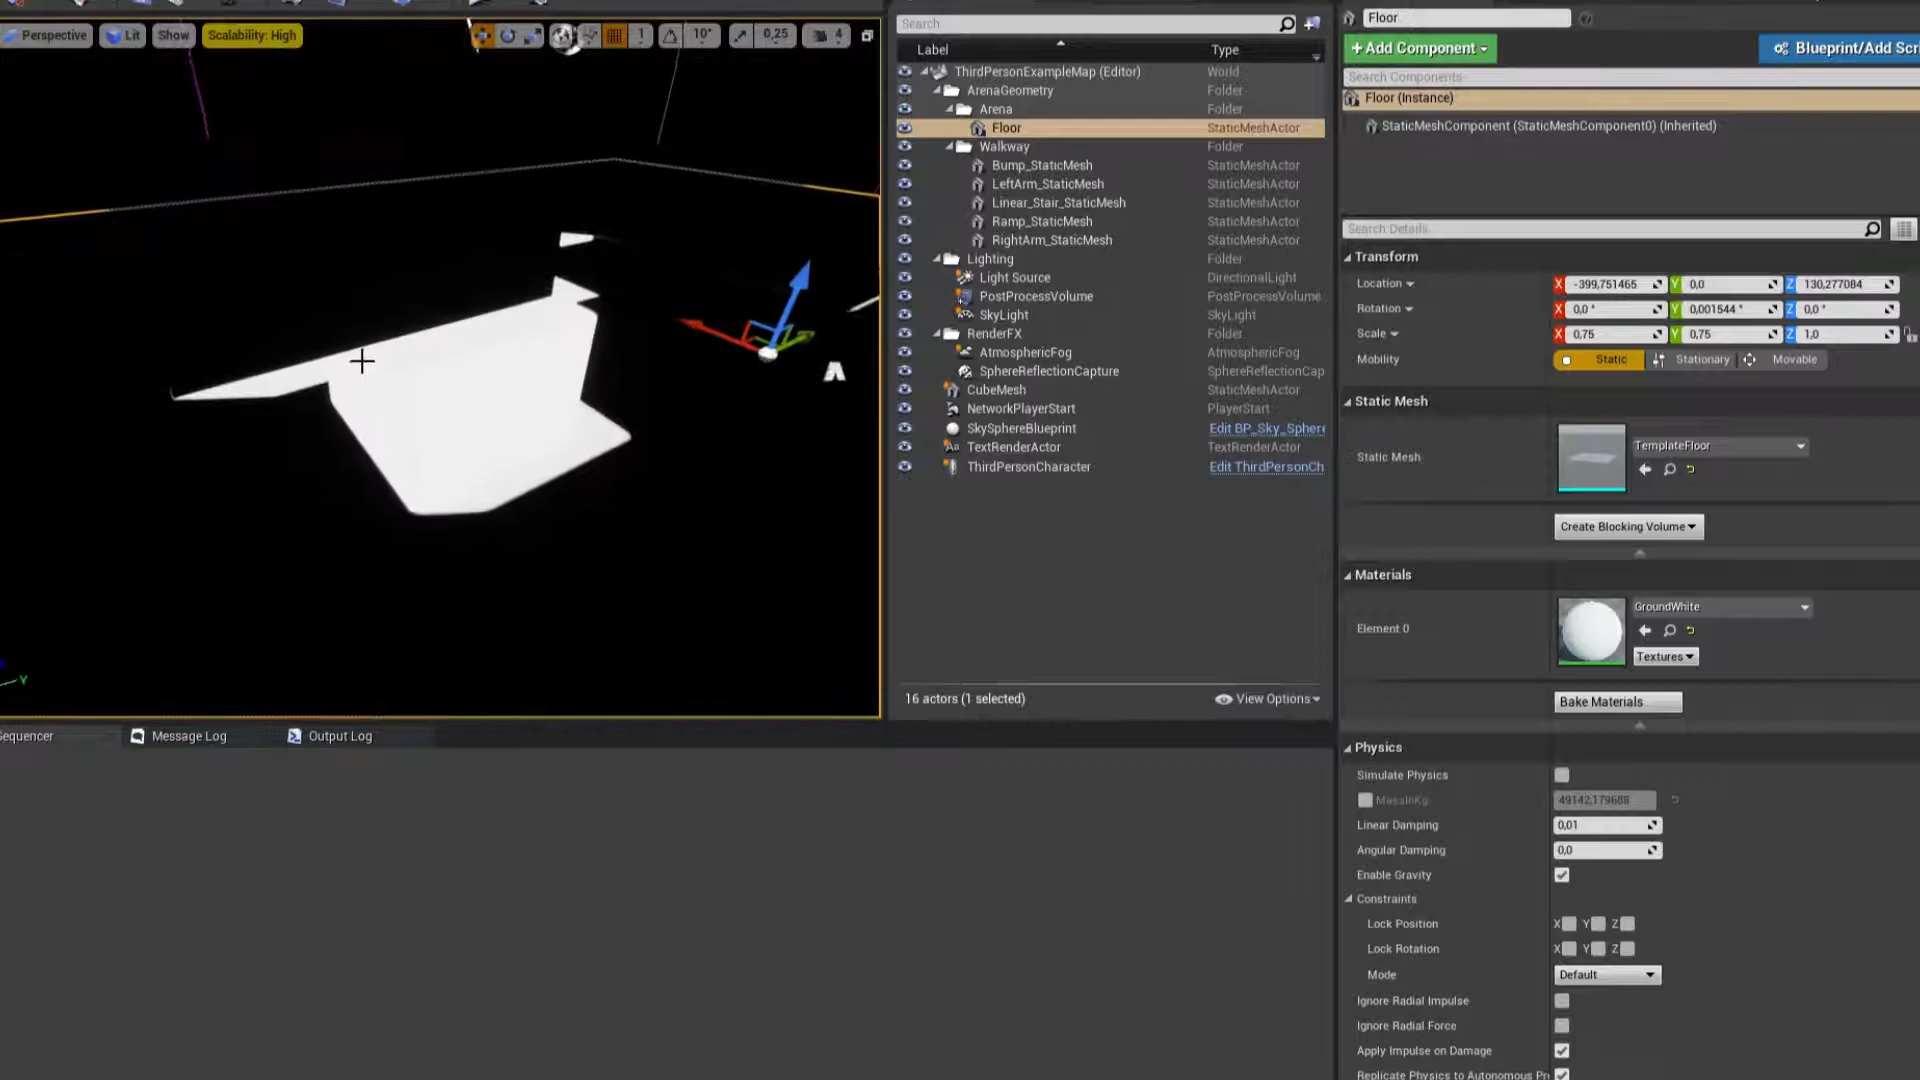 Perspective Lit Show Scalability: High 1 10° 0,25 4
Y
Sequencer Message Log Output Log
Search
Label Type
ThirdPersonExampleMap (Editor) World
ArenaGeometry Folder
Arena Folder
Floor StaticMeshActor
Walkway Folder
Bump_StaticMesh StaticMeshActor
LeftArm_StaticMesh StaticMeshActor
Linear_Stair_StaticMesh StaticMeshActor
Ramp_StaticMesh StaticMeshActor
RightArm_StaticMesh StaticMeshActor
Lighting Folder
Light Source DirectionalLight
PostProcessVolume PostProcessVolume
SkyLight SkyLight
RenderFX Folder
AtmosphericFog AtmosphericFog
SphereReflectionCapture SphereReflectionCap
CubeMesh StaticMeshActor
NetworkPlayerStart PlayerStart
SkySphereBlueprint Edit BP_Sky_Sphere
TextRenderActor TextRenderActor
ThirdPersonCharacter Edit ThirdPersonCh
16 actors (1 selected) View Options
Floor
+ Add Component Blueprint/Add Scri
Search Components
Floor (Instance)
StaticMeshComponent (StaticMeshComponent0) (Inherited)
Search Details
Transform
Location X -399,751465 Y 0,0 Z 130,277084
Rotation X 0,0 ° Y 0,001544 ° Z 0,0 °
Scale X 0,75 Y 0,75 Z 1,0
Mobility Static Stationary Movable
Static Mesh
Static Mesh TemplateFloor
Create Blocking Volume
Materials
Element 0 GroundWhite
Textures
Bake Materials
Physics
Simulate Physics
MassInKg 49142,179688
Linear Damping 0,01
Angular Damping 0,0
Enable Gravity
Constraints
Lock Position X Y Z
Lock Rotation X Y Z
Mode Default
Ignore Radial Impulse
Ignore Radial Force
Apply Impulse on Damage
Replicate Physics to Autonomous Pr